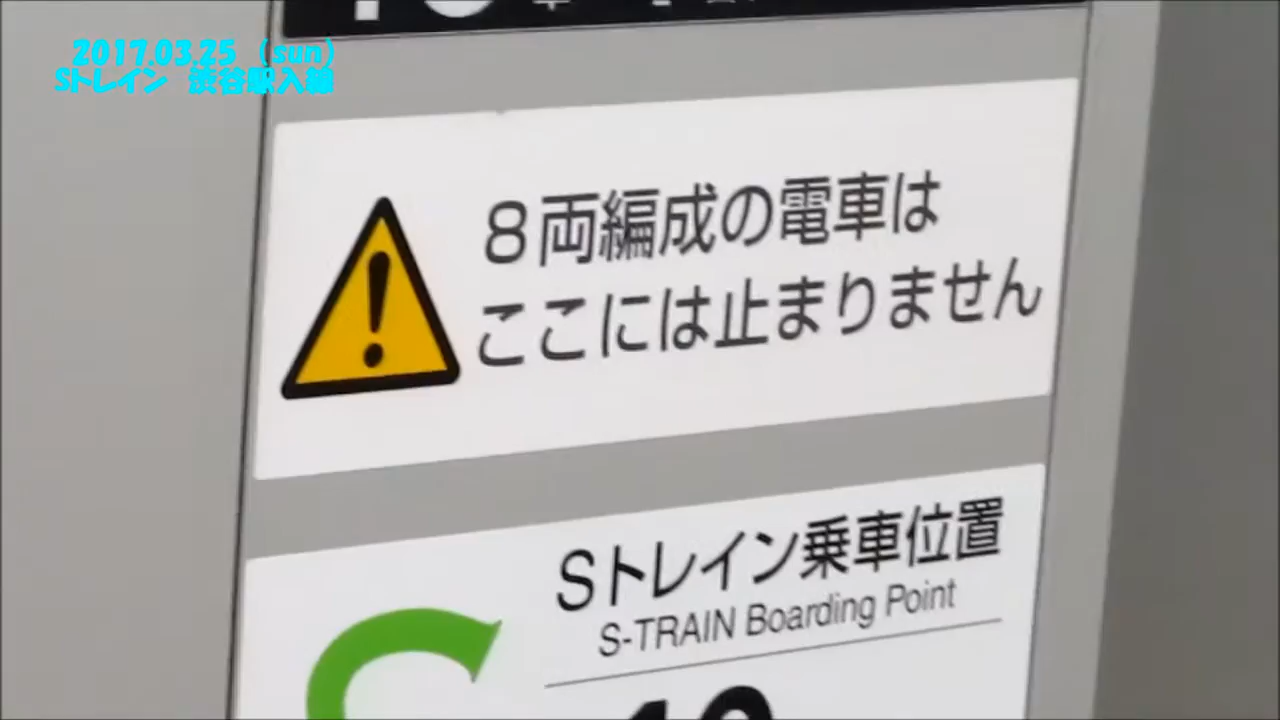 2017.03.25 (sun)
Sトレイン 渋谷駅入線
8両編成の電車は
ここには止まりません
Sトレイン乗車位置
S-TRAIN Boarding Point